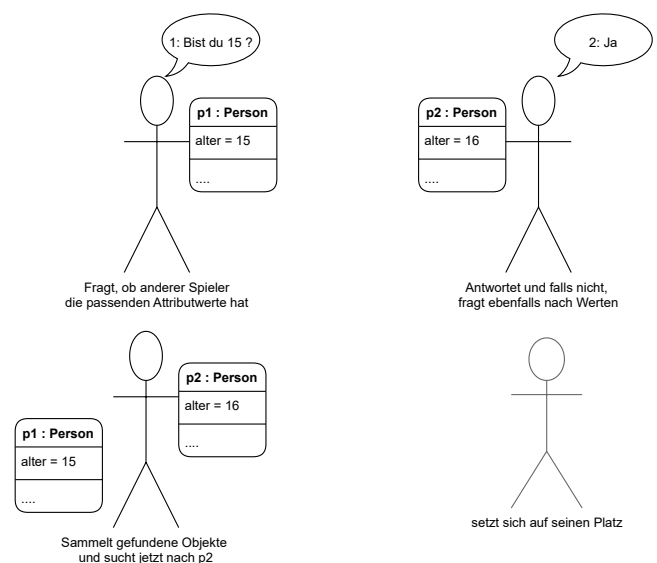 1: Bist du 15 ?
2: Ja
p1 : Person
alter = 15
....
p2 : Person
alter = 16
....
Fragt, ob anderer Spieler
die passenden Attributwerte hat
Antwortet und falls nicht,
fragt ebenfalls nach Werten
p2 : Person
alter = 16
....
p1 : Person
alter = 15
....
Sammelt gefundene Objekte
und sucht jetzt nach p2
setzt sich auf seinen Platz